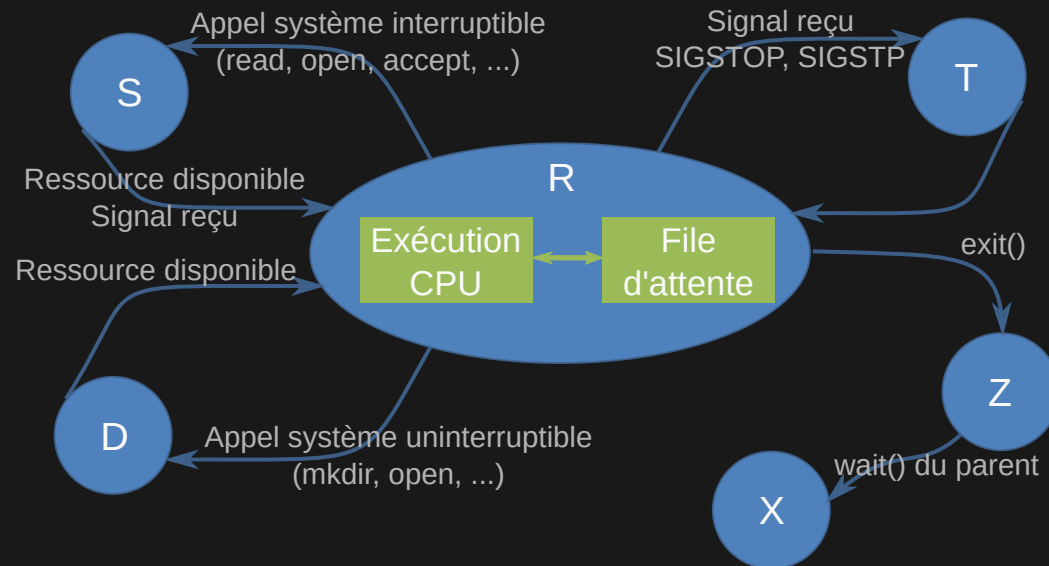 Appel système interruptible
(read, open, accept, ...)
S
Signal reçu
SIGSTOP, SIGSTP
T
Ressource disponible
Signal reçu
R
Exécution
CPU
File
d'attente
exit()
Ressource disponible
D
Appel système uninterruptible
(mkdir, open, ...)
Z
wait() du parent
X